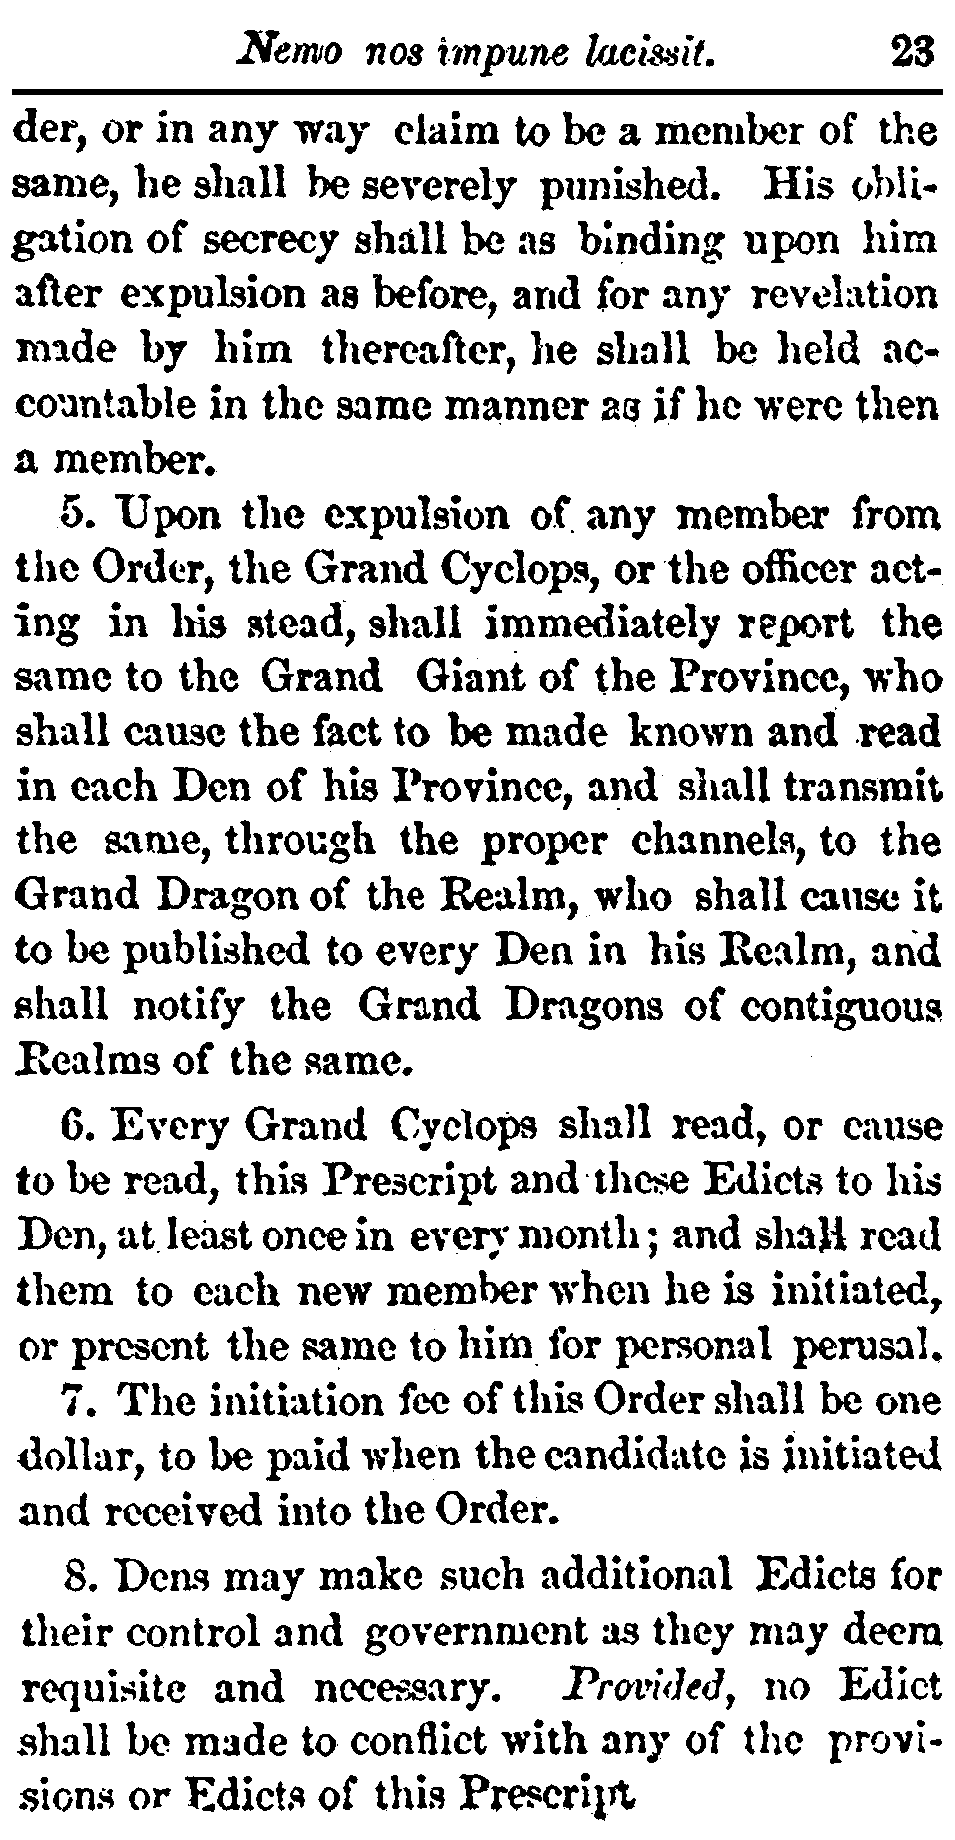 Nemo nos impune lacissit. 23
der, or in any way claim to be a member of the
same, he shall be severely punished. His obli-
gation of secrecy shall be as binding upon him
after expulsion as before, and for any revelation
made by him thereafter, he shall be held ac-
countable in the same manner as if he were then
a member.
5. Upon the expulsion of any member from
the Order, the Grand Cyclops, or the officer act-
ing in his stead, shall immediately report the
same to the Grand Giant of the Province, who
shall cause the fact to be made known and read
in each Den of his Province, and shall transmit
the same, through the proper channels, to the
Grand Dragon of the Realm, who shall cause it
to be published to every Den in his Realm, and
shall notify the Grand Dragons of contiguous
Realms of the same.
6. Every Grand Cyclops shall read, or cause
to be read, this Prescript and these Edicts to his
Den, at least once in every month; and shall read
them to each new member when he is initiated,
or present the same to him for personal perusal.
7. The initiation fee of this Order shall be one
dollar, to be paid when the candidate is initiated
and received into the Order.
8. Dens may make such additional Edicts for
their control and government as they may deem
requisite and necessary. Provided, no Edict
shall be made to conflict with any of the provi-
sions or Edicts of this Prescript